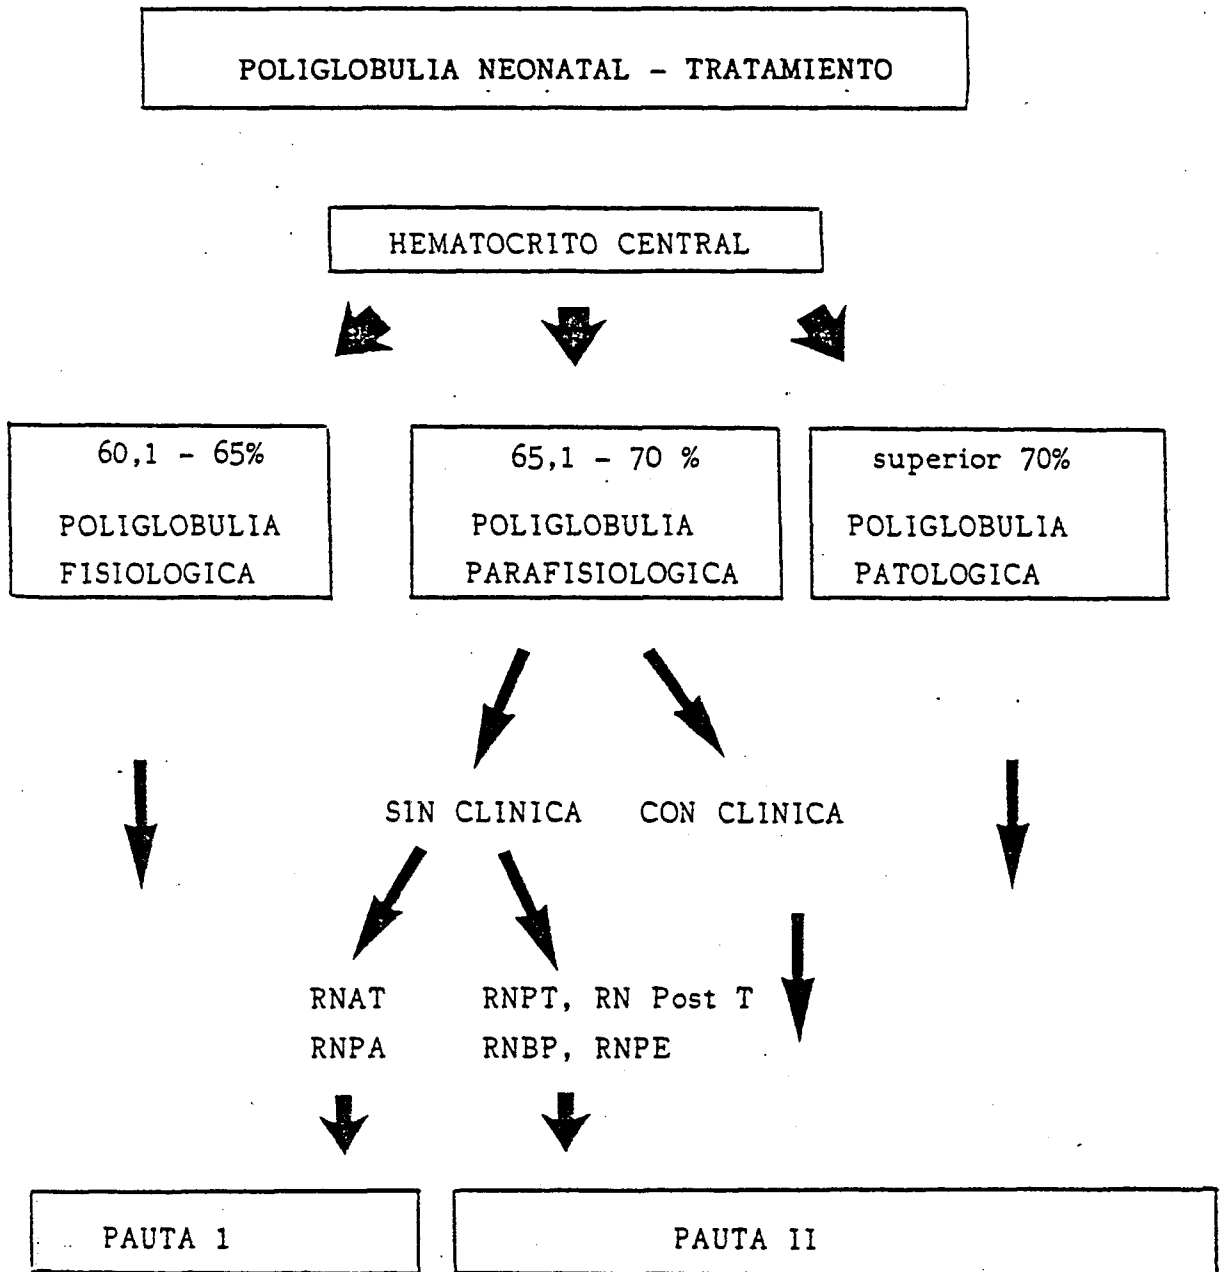 POLIGLOBULIA NEONATAL - TRATAMIENTO
HEMATOCRITO CENTRAL
60,1 - 65%
POLIGLOBULIA
FISIOLOGICA
65,1 - 70 %
POLIGLOBULIA
PARAFISIOLOGICA
superior 70%
POLIGLOBULIA
PATOLOGICA
SIN CLINICA
CON CLINICA
RNAT
RNPA
RNPT, RN Post T
RNBP, RNPE
PAUTA 1
PAUTA II